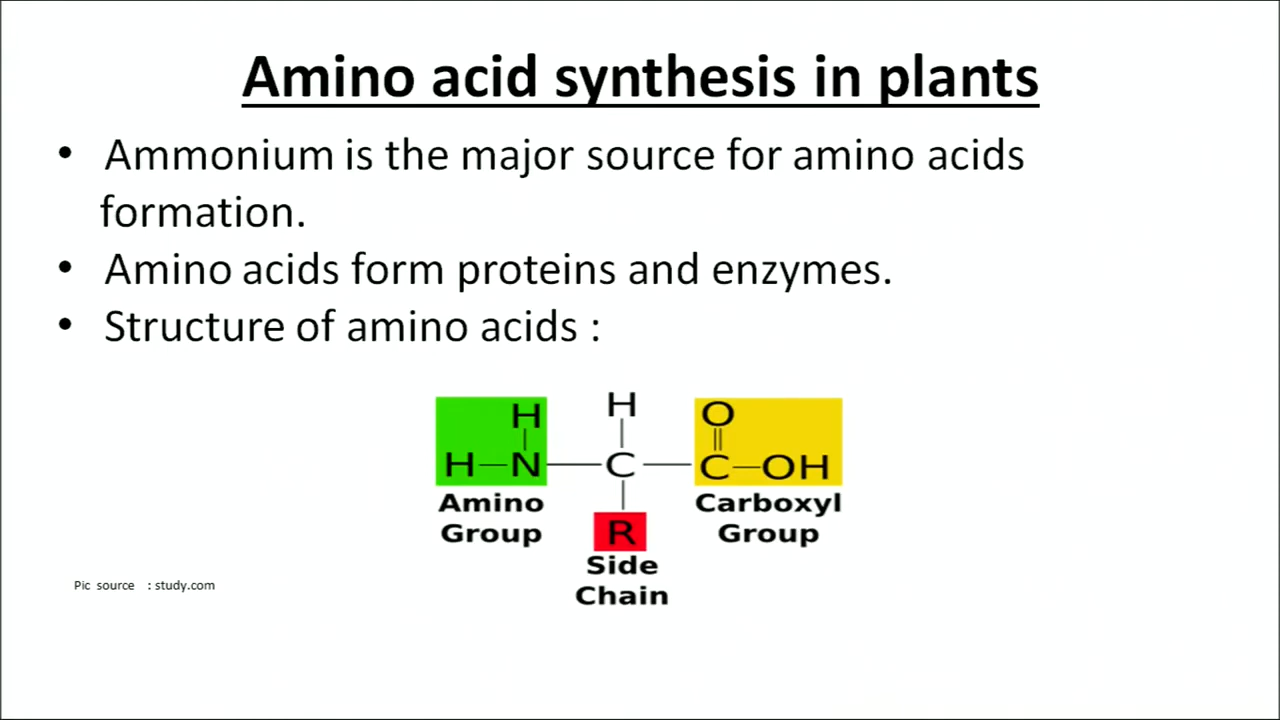 Amino acid synthesis in plants
• Ammonium is the major source for amino acids
formation.
• Amino acids form proteins and enzymes.
• Structure of amino acids :
H H O
H—N—C—C—OH
Amino Carboxyl
Group R Group
Side
Chain
Pic source : study.com